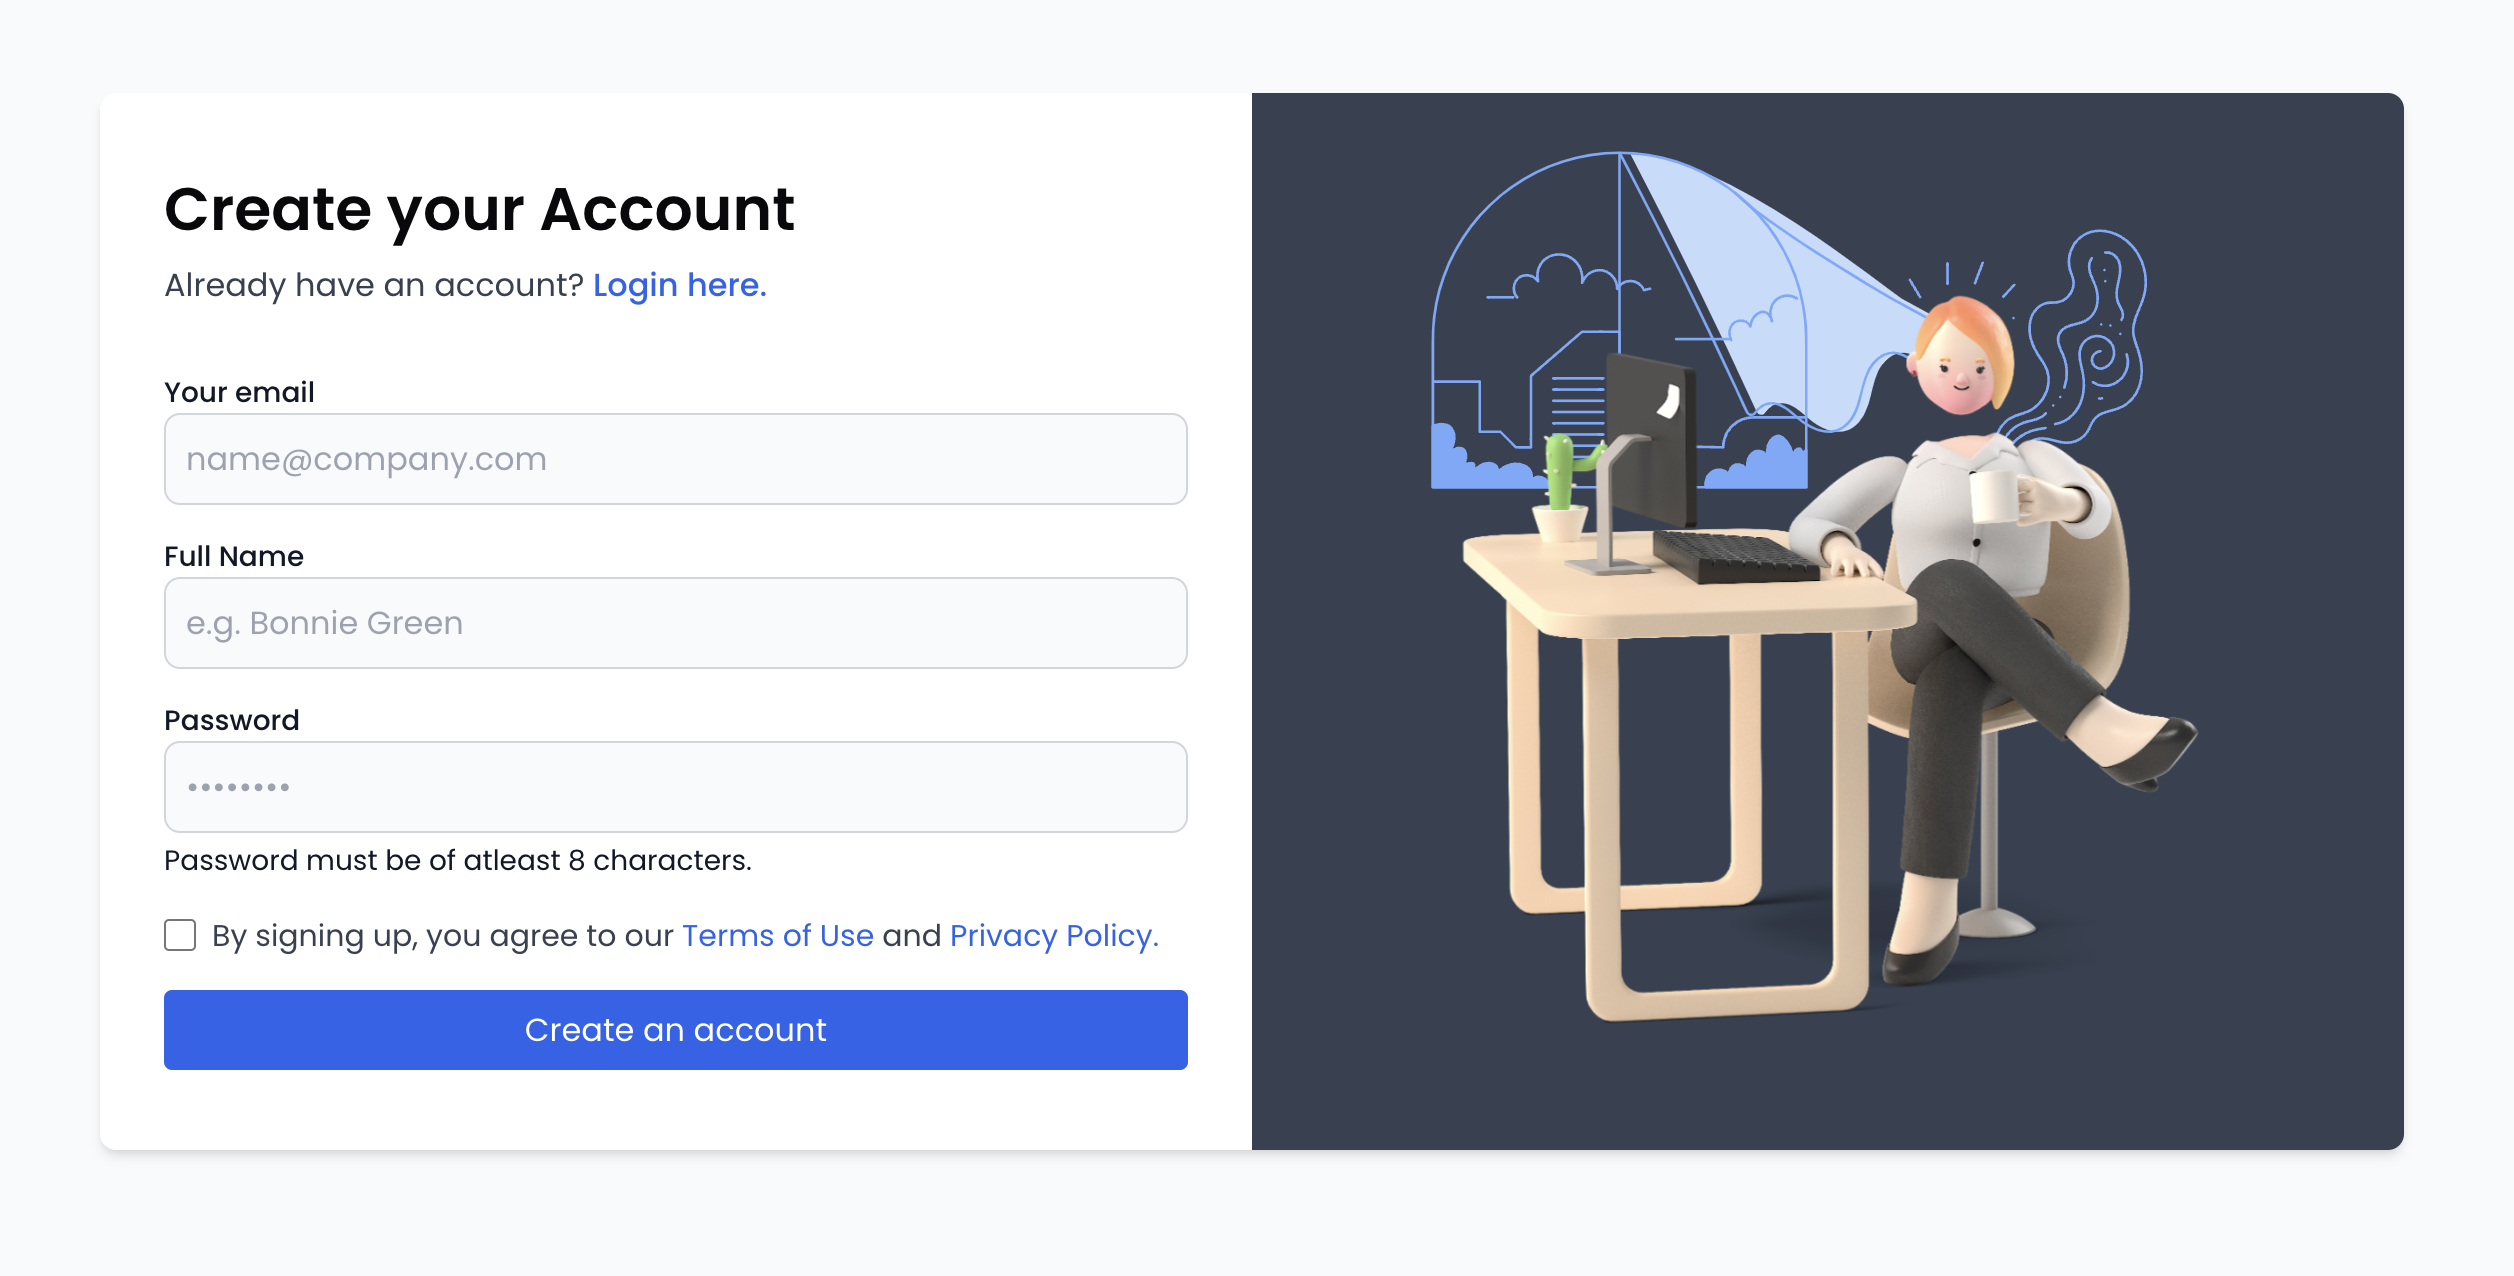 Create your Account
Already have an account? Login here.
Your email
name@company.com
Full Name
e.g. Bonnie Green
Password
••••••••
Password must be of atleast 8 characters.
By signing up, you agree to our Terms of Use and Privacy Policy.
Create an account